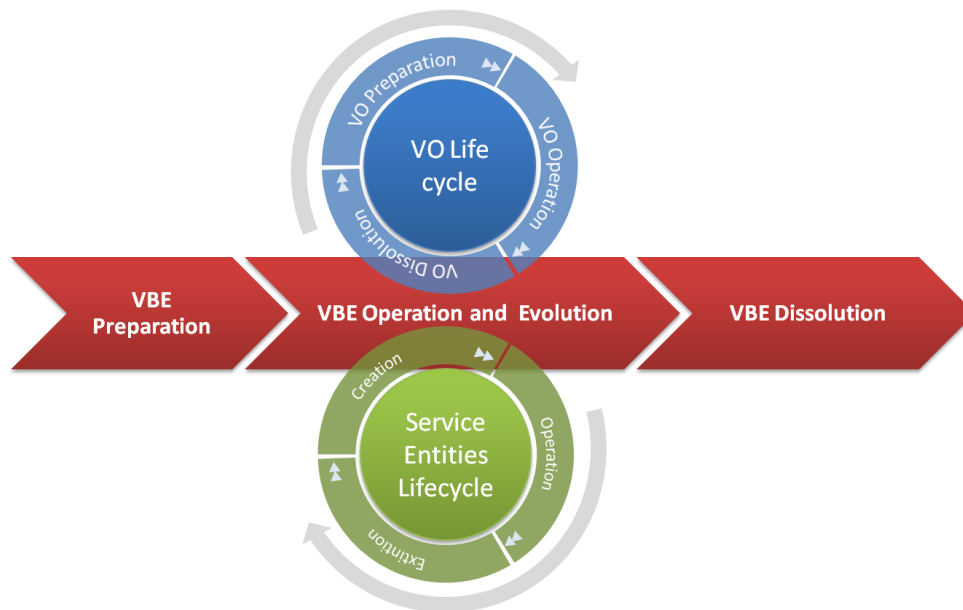 VO Preparation
VO Operation
VO Dissolution
VO Life
cycle
VBE
Preparation
VBE Operation and Evolution
VBE Dissolution
Creation
Operation
Extintion
Service
Entities
Lifecycle